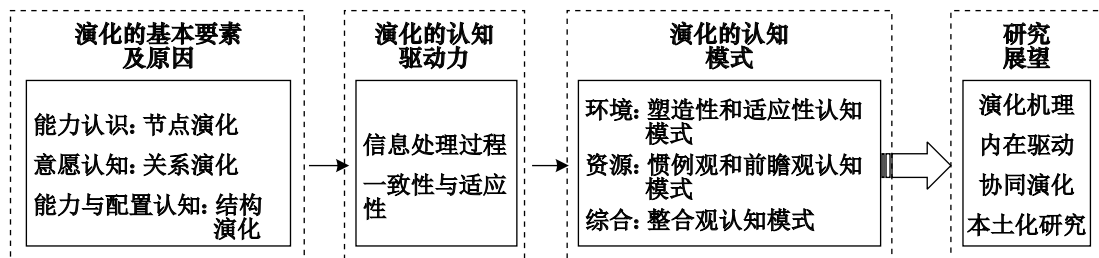 演化的基本要素
及原因
能力认识: 节点演化
意愿认知: 关系演化
能力与配置认知: 结构
演化
演化的认知
驱动力
信息处理过程
一致性与适应
性
演化的认知
模式
环境: 塑造性和适应性认知
模式
资源: 惯例观和前瞻观认知
模式
综合: 整合观认知模式
研究
展望
演化机理
内在驱动
协同演化
本土化研究